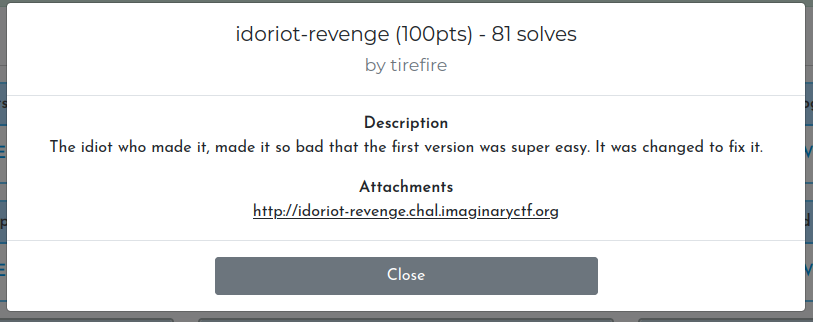 idoriot-revenge (100pts) - 81 solves
by tirefire
Description
The idiot who made it, made it so bad that the first version was super easy. It was changed to fix it.
Attachments
http://idoriot-revenge.chal.imaginaryctf.org
Close